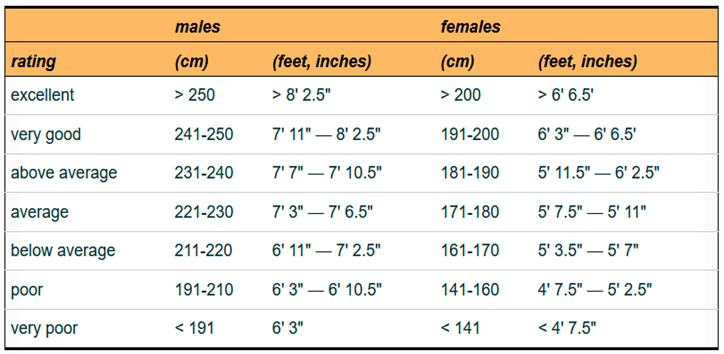 males females
rating (cm) (feet, inches) (cm) (feet, inches)
excellent > 250 > 8' 2.5" > 200 > 6' 6.5'
very good 241-250 7' 11" — 8' 2.5" 191-200 6' 3" — 6' 6.5'
above average 231-240 7' 7" — 7' 10.5" 181-190 5' 11.5" — 6' 2.5"
average 221-230 7' 3" — 7' 6.5" 171-180 5' 7.5" — 5' 11"
below average 211-220 6' 11" — 7' 2.5" 161-170 5' 3.5" — 5' 7"
poor 191-210 6' 3" — 6' 10.5" 141-160 4' 7.5" — 5' 2.5"
very poor < 191 6' 3" < 141 < 4' 7.5"